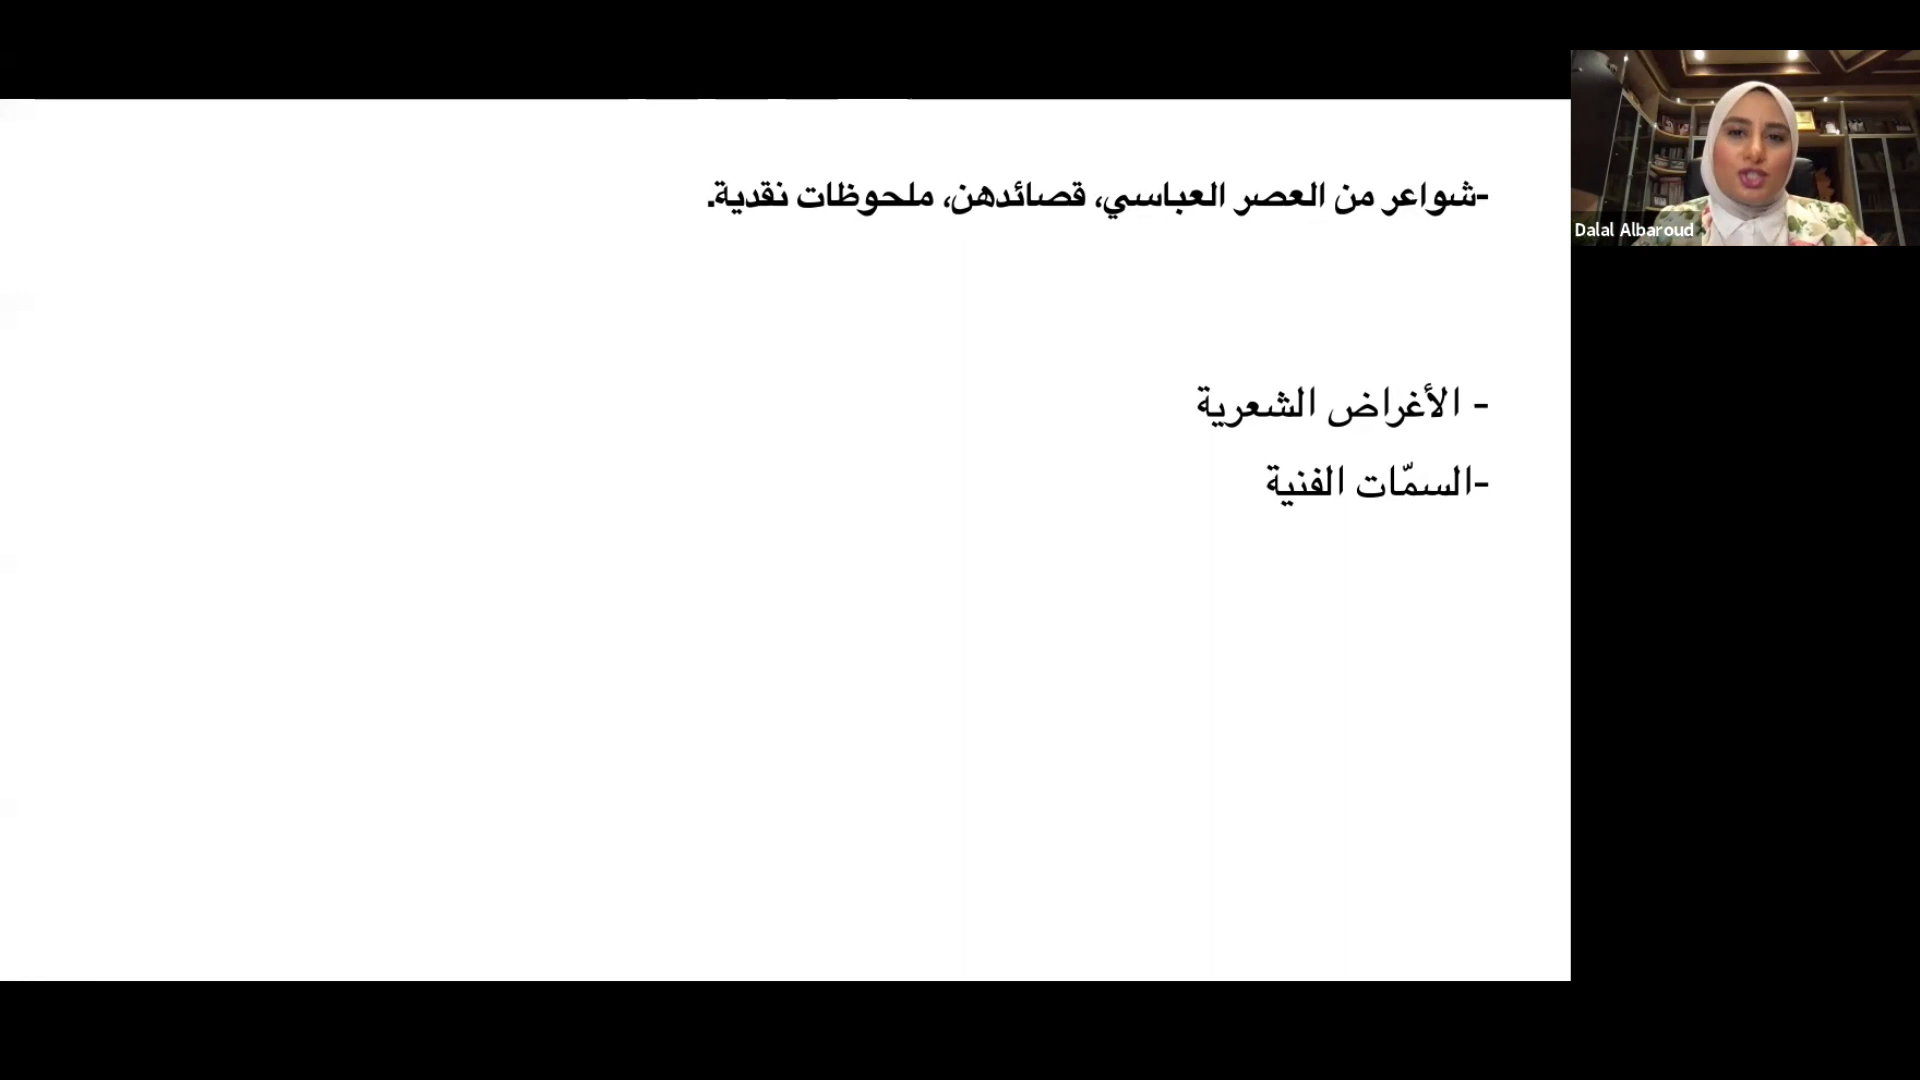 -شواعر من العصر العباسي، قصائدهن، ملحوظات نقدية.
- الأغراض الشعرية
-السمّات الفنية
Dalal Albaroud